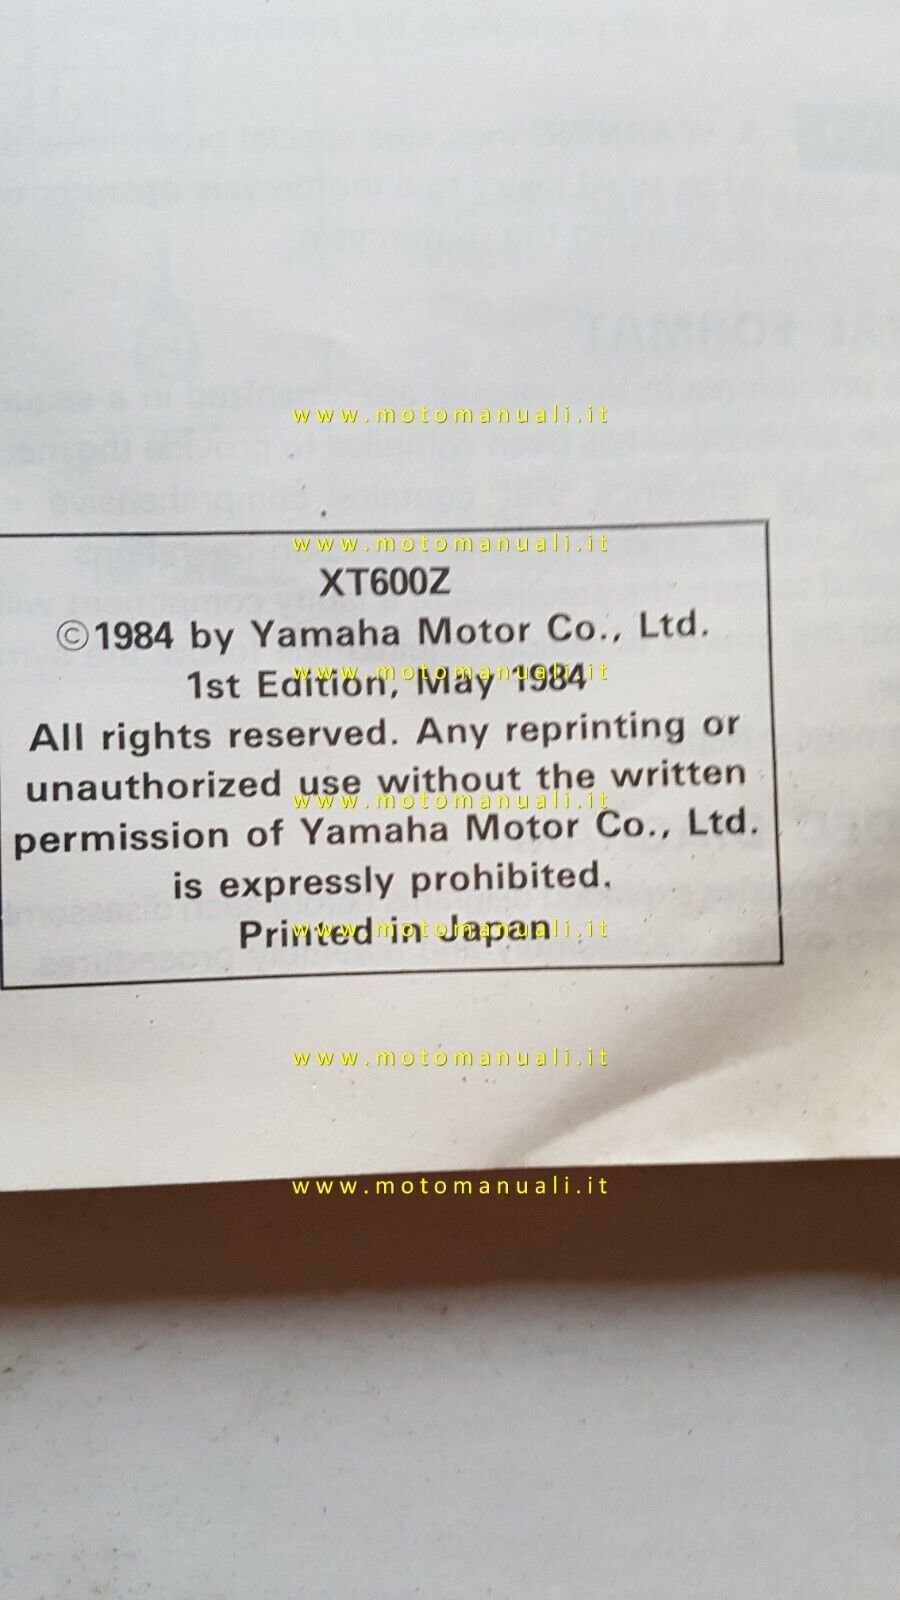 www.motomanuali.it
www.motomanuali.it
XT600Z
©1984 by Yamaha Motor Co., Ltd.
www.motomanuali.it
1st Edition, May 1984
All rights reserved. Any reprinting or
unauthorized use without the written
www.motomanuali.it
permission of Yamaha Motor Co., Ltd.
is expressly prohibited.
www.motomanuali.it
Printed in Japan
www.motomanuali.it
www.motomanuali.it